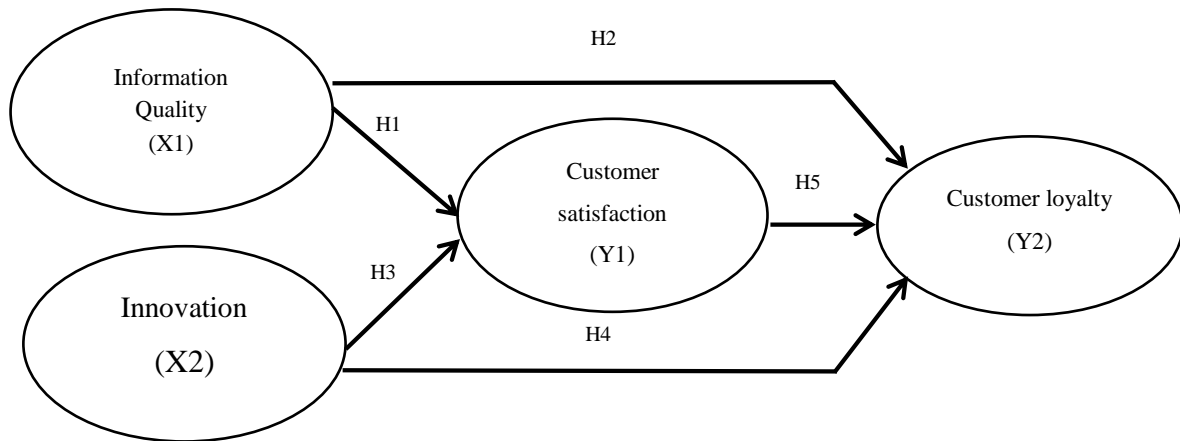 H2
Information
Quality
(X1)
H1
Customer
satisfaction
(Y1)
H5
Customer loyalty
(Y2)
H3
Innovation
(X2)
H4